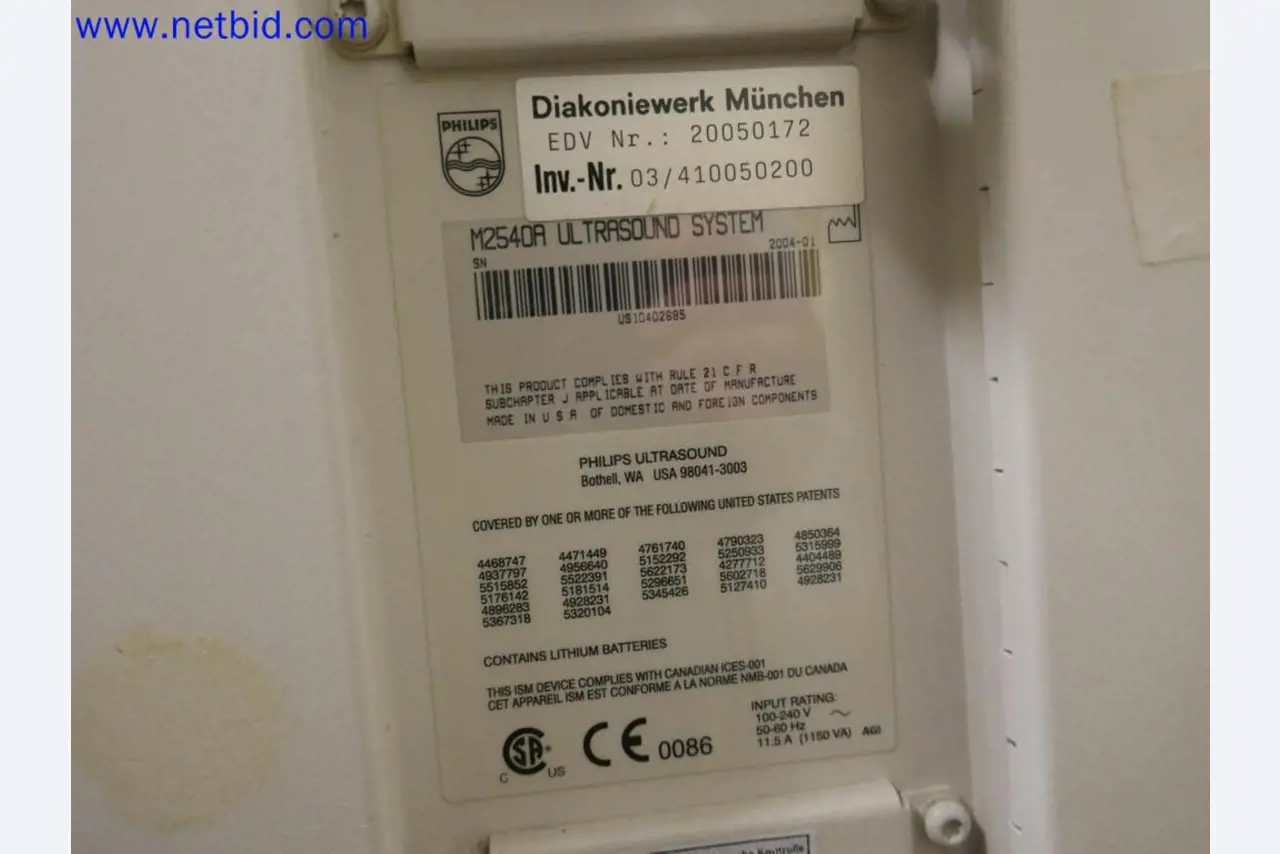 www.netbid.com
PHILIPS
Diakoniewerk München
EDV Nr.: 20050172
Inv.-Nr. 03/410050200
M2540A ULTRASOUND SYSTEM
2004-01
SN
US10402685
THIS PRODUCT COMPLIES WITH RULE 21 C F R
SUBCHAPTER J APPLICABLE AT DATE OF MANUFACTURE
MADE IN U S A OF DOMESTIC AND FOREIGN COMPONENTS
PHILIPS ULTRASOUND
Bothell, WA USA 98041-3003
COVERED BY ONE OR MORE OF THE FOLLOWING UNITED STATES PATENTS
4468747 4471449 4761740 4790323 4850364
4937797 4956640 5152292 5250933 5315999
5515852 5522391 5622173 4277712 4404489
5176142 5181514 5296651 5602718 5629906
4896283 4928231 5345426 5127410 4928231
5367318 5320104
CONTAINS LITHIUM BATTERIES
THIS ISM DEVICE COMPLIES WITH CANADIAN ICES-001
CET APPAREIL ISM EST CONFORME A LA NORME NMB-001 DU CANADA
INPUT RATING:
100-240 V ~
50-60 Hz
11.5 A (1150 VA) AGI
C SA US
CE 0086